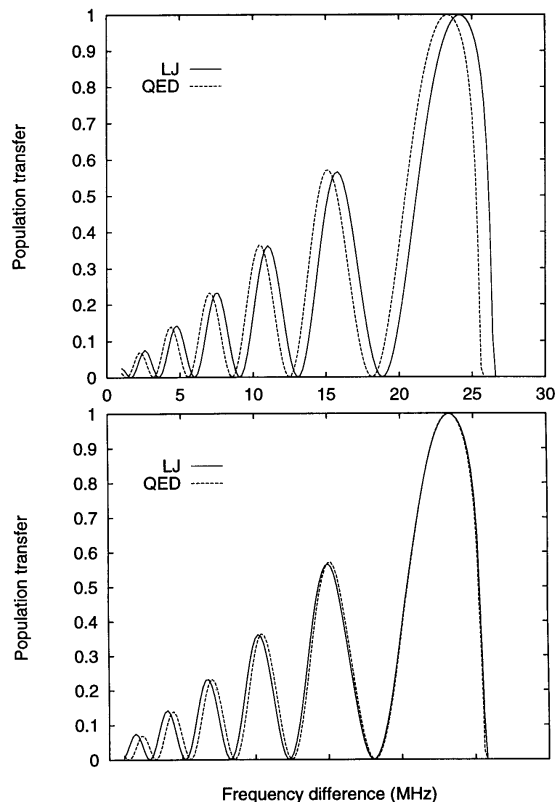 1
0.9
0.8
0.7
0.6
0.5
0.4
0.3
0.2
0.1
0
LJ
QED
Population transfer
0 5 10 15 20 25 30
1
0.9
0.8
0.7
0.6
0.5
0.4
0.3
0.2
0.1
0
LJ
QED
Population transfer
Frequency difference (MHz)